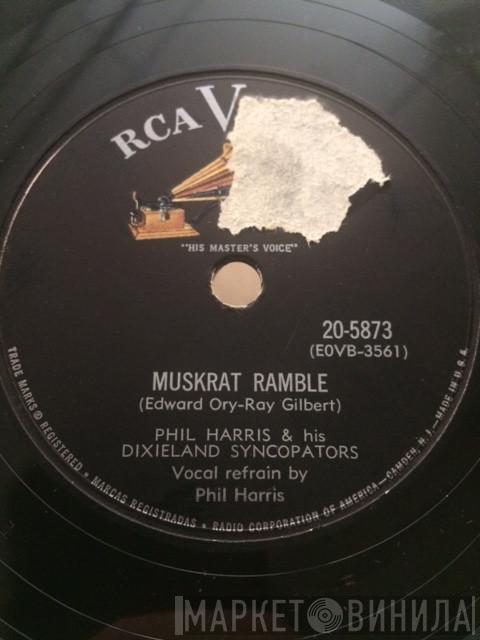 RCA V
"HIS MASTER'S VOICE"
20-5873
(E0VB-3561)
MUSKRAT RAMBLE
(Edward Ory-Ray Gilbert)
PHIL HARRIS & his
DIXIELAND SYNCOPATORS
Vocal refrain by
Phil Harris
TRADE MARKS ® REGISTERED * MARCAS REGISTRADAS * RADIO CORPORATION OF AMERICA—CAMDEN, N.J.—MADE IN U.S.A.
МАРКЕТ ВИНИЛА